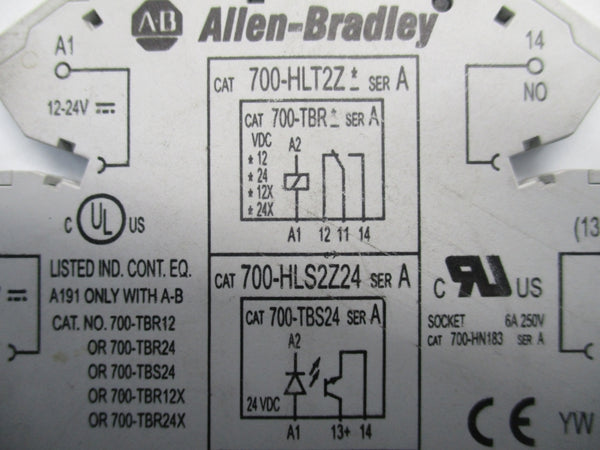 AB Allen-Bradley
A1
12-24V
14
NO
CAT 700-HLT2Z* SER A
CAT 700-TBR* SER A
VDC
* 12
* 24
* 12X
* 24X
A2
A1 12 11 14
C UL US
LISTED IND. CONT. EQ.
A191 ONLY WITH A-B
CAT. NO. 700-TBR12
OR 700-TBR24
OR 700-TBS24
OR 700-TBR12X
OR 700-TBR24X
CAT 700-HLS2Z24 SER A
CAT 700-TBS24 SER A
A2
24 VDC
A1 13+ 14
(13
C RU US
SOCKET 6A 250V
CAT 700-HN183 SER A
CE YW